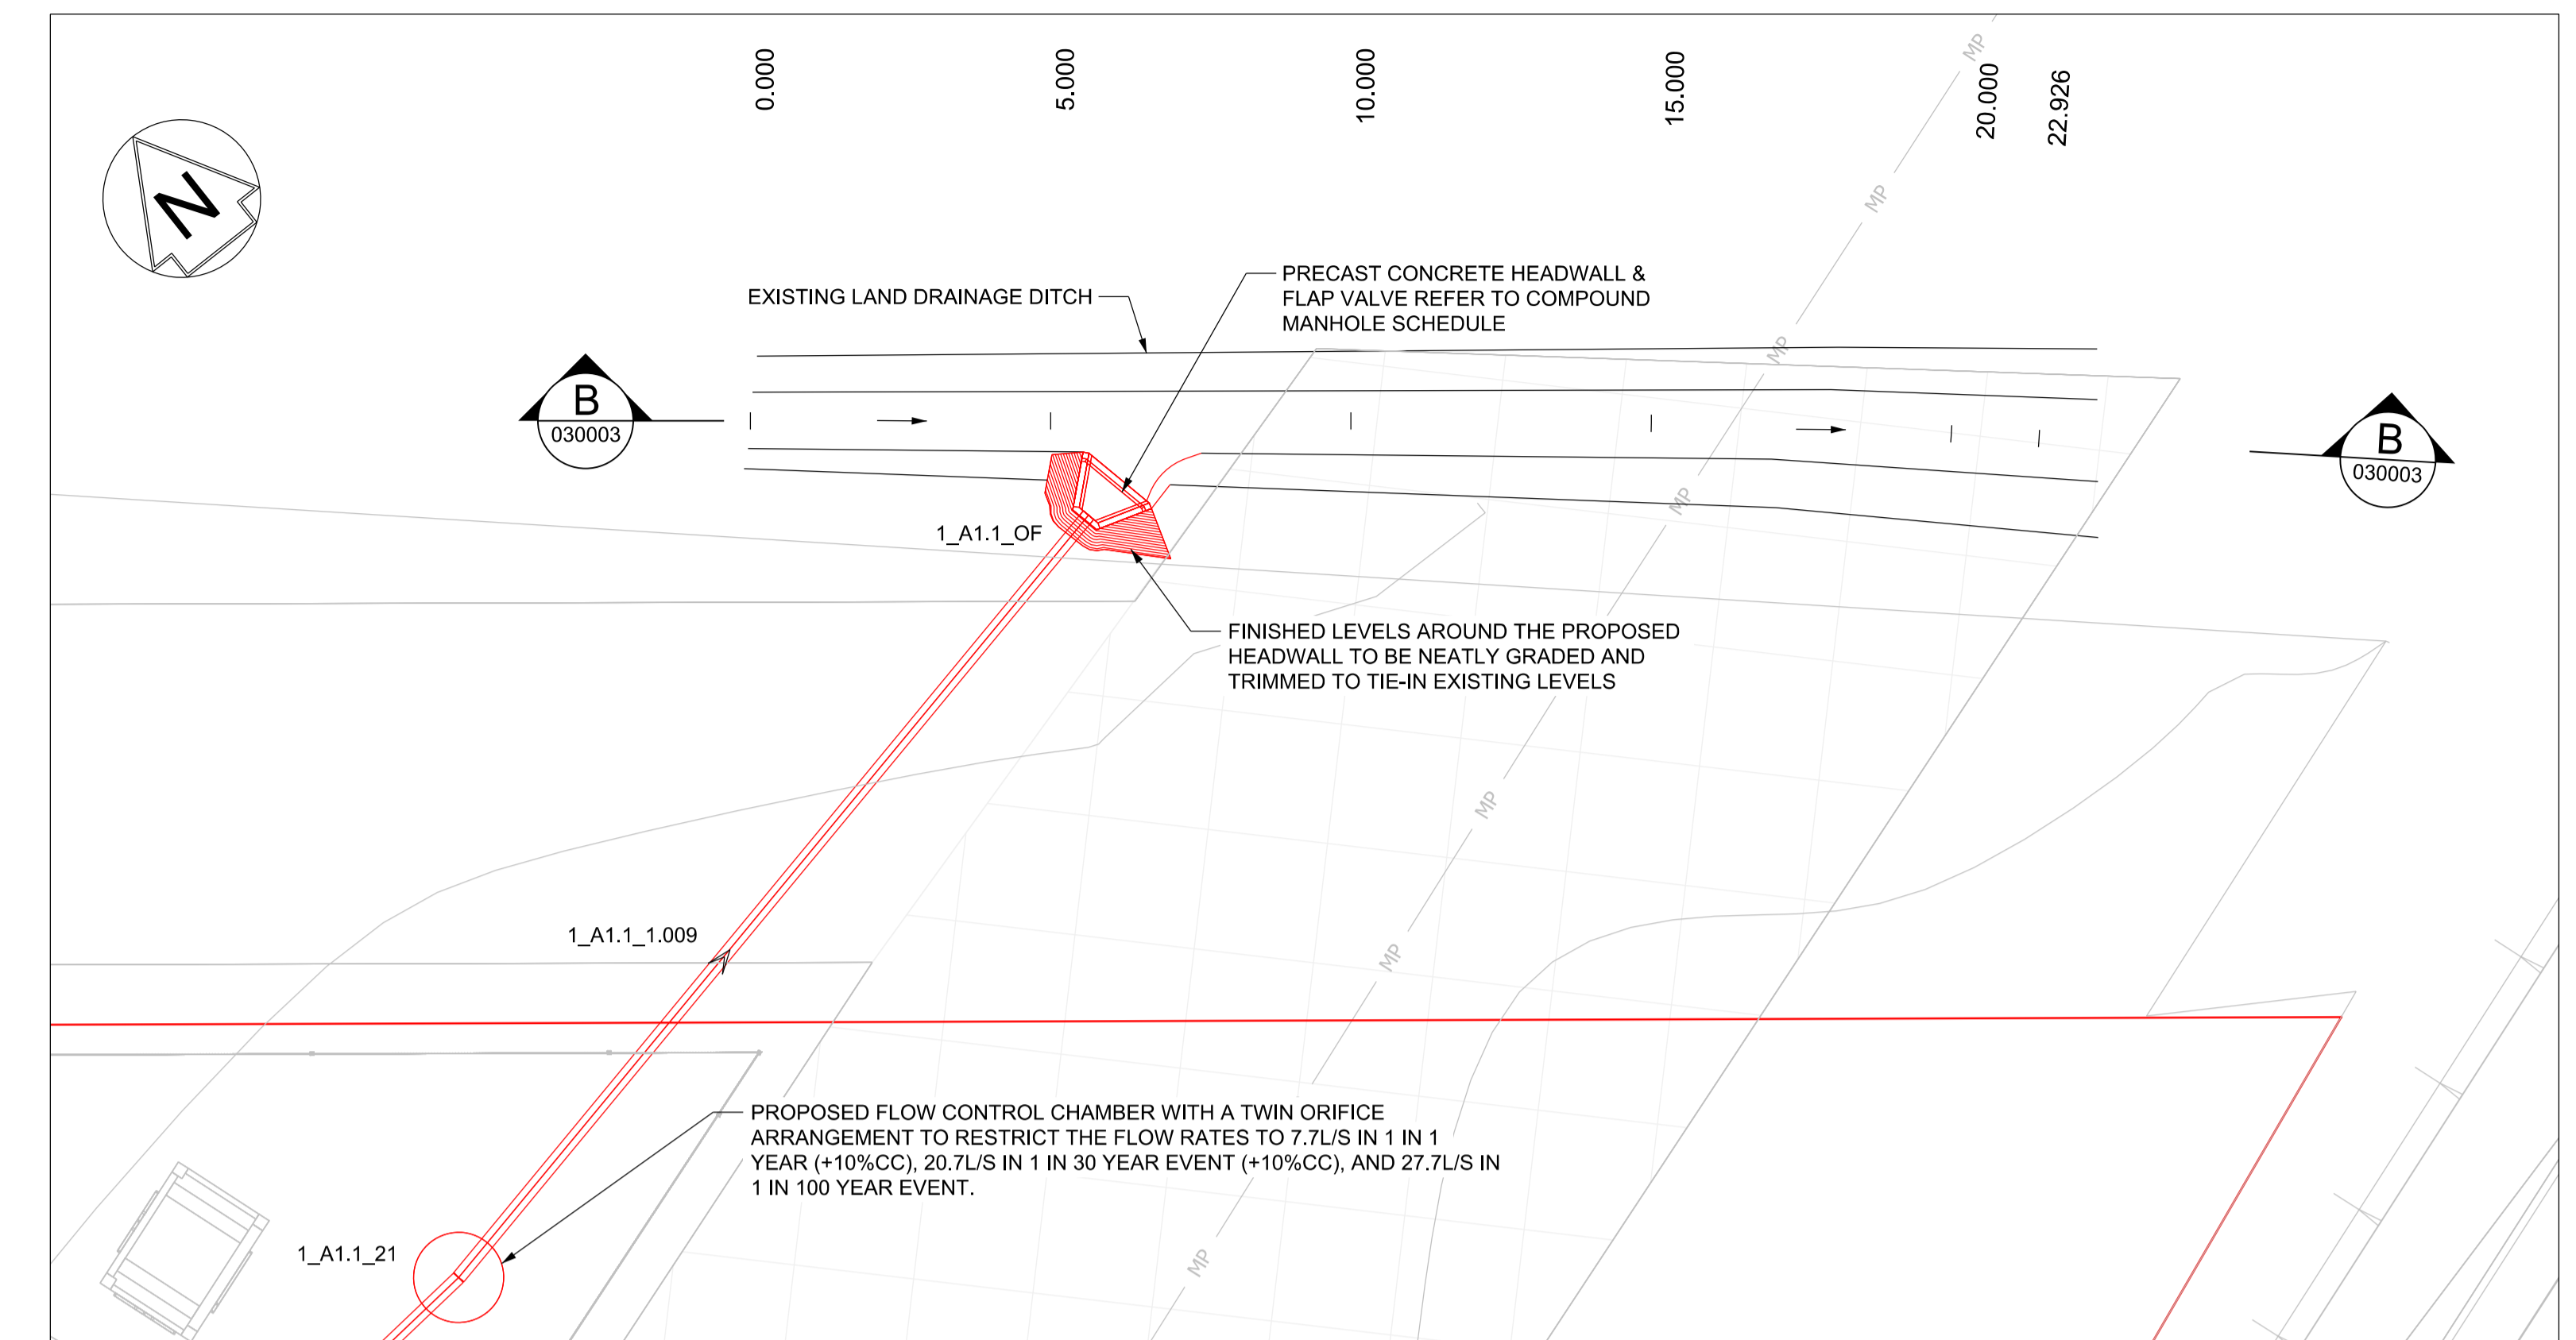 0.000
5.000
10.000
15.000
20.000
22.926
MP
N
MP
PRECAST CONCRETE HEADWALL &
FLAP VALVE REFER TO COMPOUND
MANHOLE SCHEDULE
EXISTING LAND DRAINAGE DITCH
MP
B
030003
B
030003
MP
1_A1.1_OF
FINISHED LEVELS AROUND THE PROPOSED
HEADWALL TO BE NEATLY GRADED AND
TRIMMED TO TIE-IN EXISTING LEVELS
MP
1_A1.1_1.009
MP
PROPOSED FLOW CONTROL CHAMBER WITH A TWIN ORIFICE
ARRANGEMENT TO RESTRICT THE FLOW RATES TO 7.7L/S IN 1 IN 1
YEAR (+10%CC), 20.7L/S IN 1 IN 30 YEAR EVENT (+10%CC), AND 27.7L/S IN
1 IN 100 YEAR EVENT.
1_A1.1_21
MP